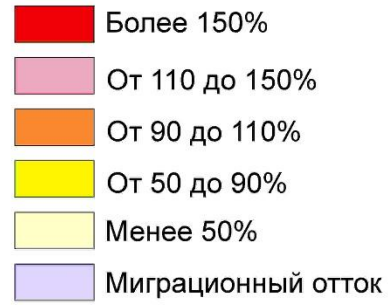 Более 150%
От 110 до 150%
От 90 до 110%
От 50 до 90%
Менее 50%
Миграционный отток